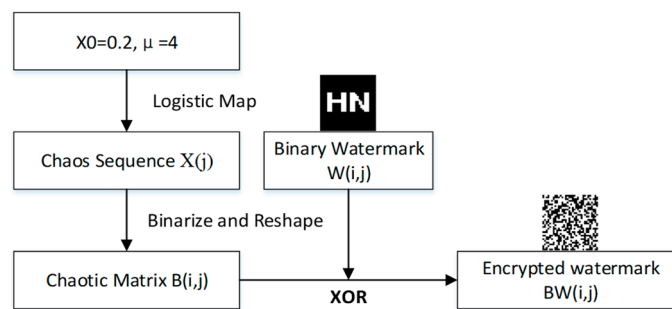 X0=0.2, μ =4
Logistic Map
HN
Chaos Sequence X(j)
Binary Watermark
W(i,j)
Binarize and Reshape
Chaotic Matrix B(i,j)
XOR
Encrypted watermark
BW(i,j)